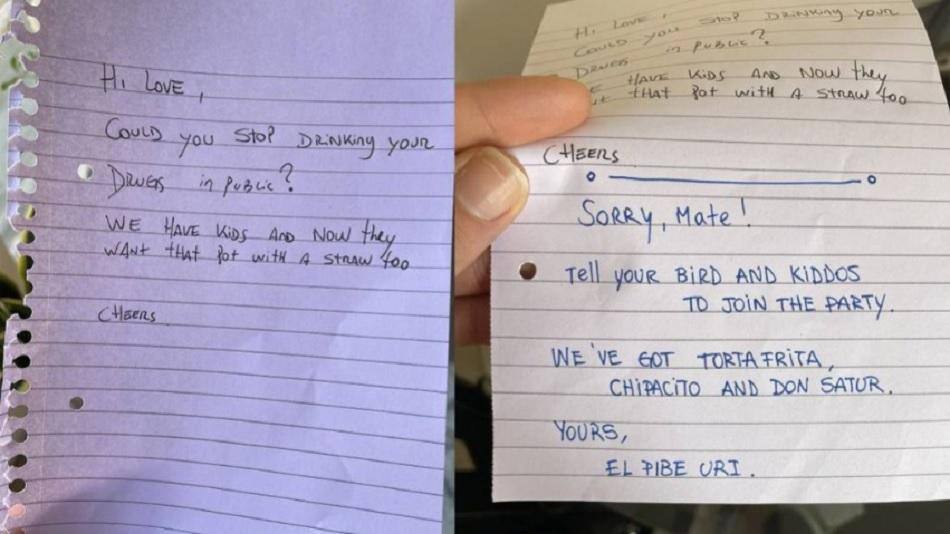 Hi LOVE,
COULD you STOP DRiNKiNg YOUR
DRUGS in PUBLiC?
WE HAVE KiDS AND NOW they
WANt tHAt Pot WitH A STRAW too
CHEERS
Hi LOVE,
COULD you STOP DRiNKiNg YOUR
DRUGS in PUBLiC?
HAVE KiDS AND NOW they
tHAT Pot WitH A STRAW too
CHEERS
SORRY, MATE!
TELL YOUR BIRD AND KIDDOS
TO JOIN THE PARTY.
WE'VE GOT TORTAFRITA,
CHIPACITO AND DON SATUR.
YOURS,
EL PIBE URI.